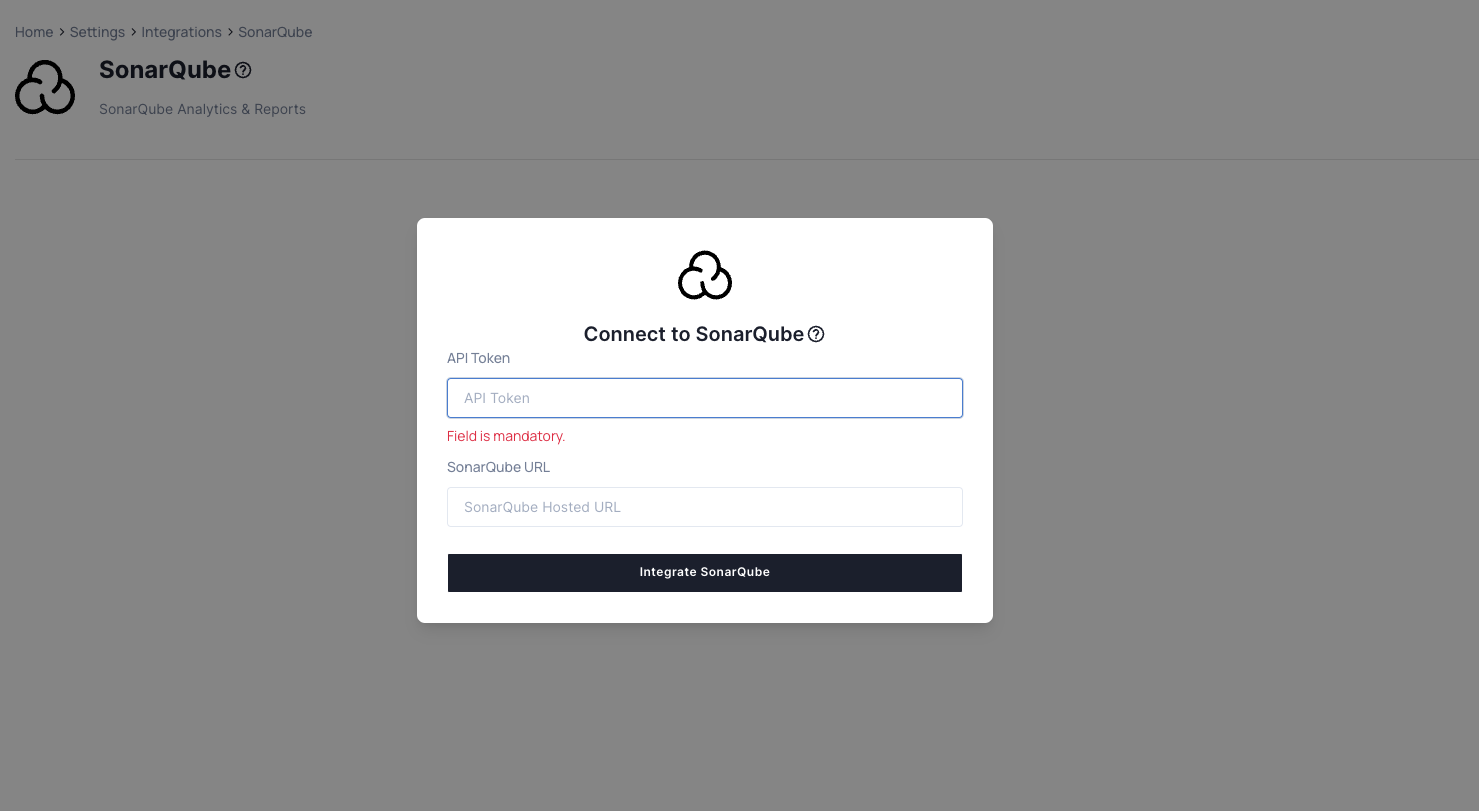 Home > Settings > Integrations > SonarQube
SonarQube
SonarQube Analytics & Reports
Connect to SonarQube
API Token
API Token
Field is mandatory.
SonarQube URL
SonarQube Hosted URL
Integrate SonarQube